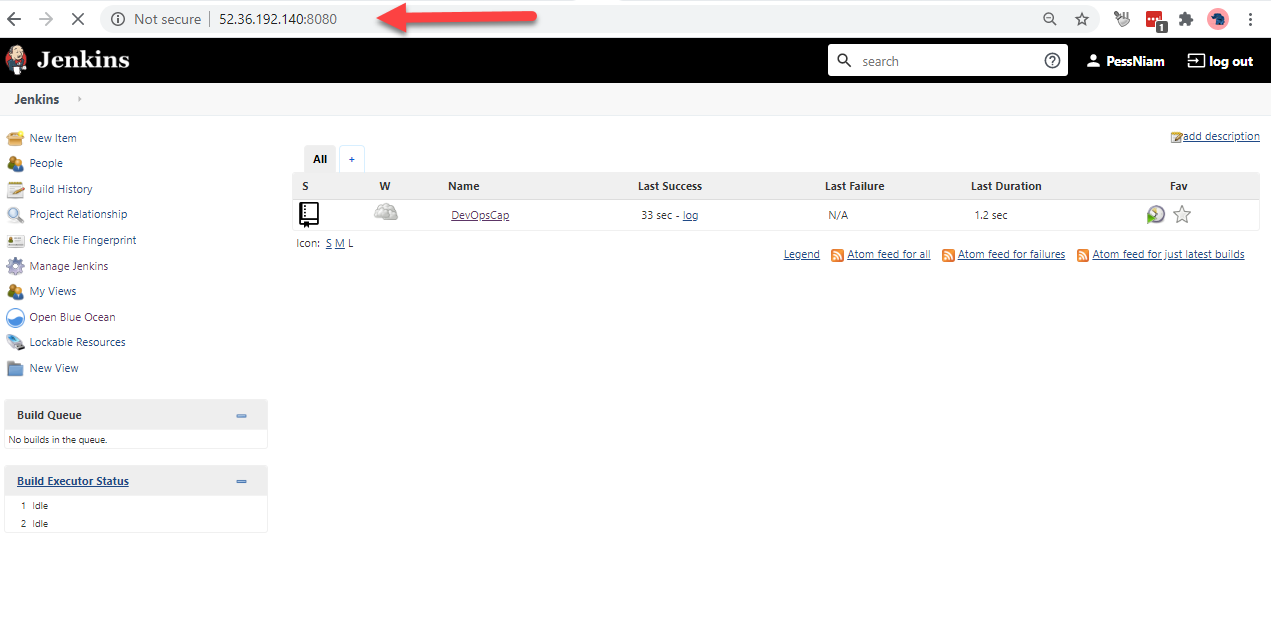 Not secure 52.36.192.140:8080
1
Jenkins search PessNiam log out
Jenkins
add description
New Item
People
Build History
Project Relationship
Check File Fingerprint
Manage Jenkins
My Views
Open Blue Ocean
Lockable Resources
New View
Build Queue
No builds in the queue.
Build Executor Status
1 Idle
2 Idle
All +
S W Name Last Success Last Failure Last Duration Fav
DevOpsCap 33 sec - log N/A 1.2 sec
Icon: S M L
Legend Atom feed for all Atom feed for failures Atom feed for just latest builds